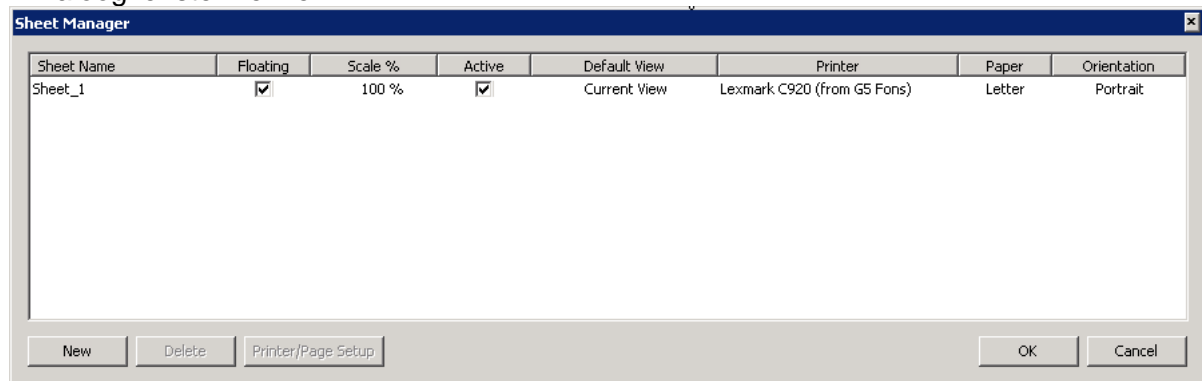 Sheet Manager
Sheet Name Floating Scale % Active Default View Printer Paper Orientation
Sheet_1 100 % Current View Lexmark C920 (from G5 Fons) Letter Portrait
New Delete Printer/Page Setup OK Cancel